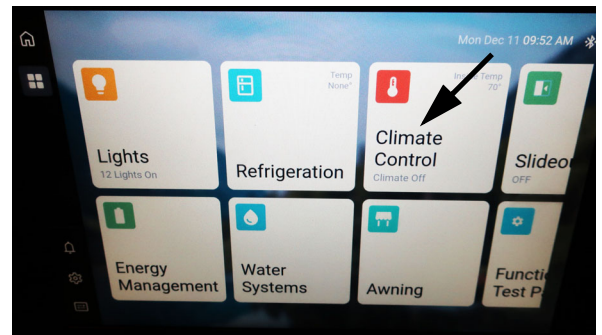 Mon Dec 11 09:52 AM
Lights
12 Lights On
Temp
None°
Refrigeration
Temp
70°
Climate
Control
Climate Off
OFF
Energy
Management
Water
Systems
Awning
Test